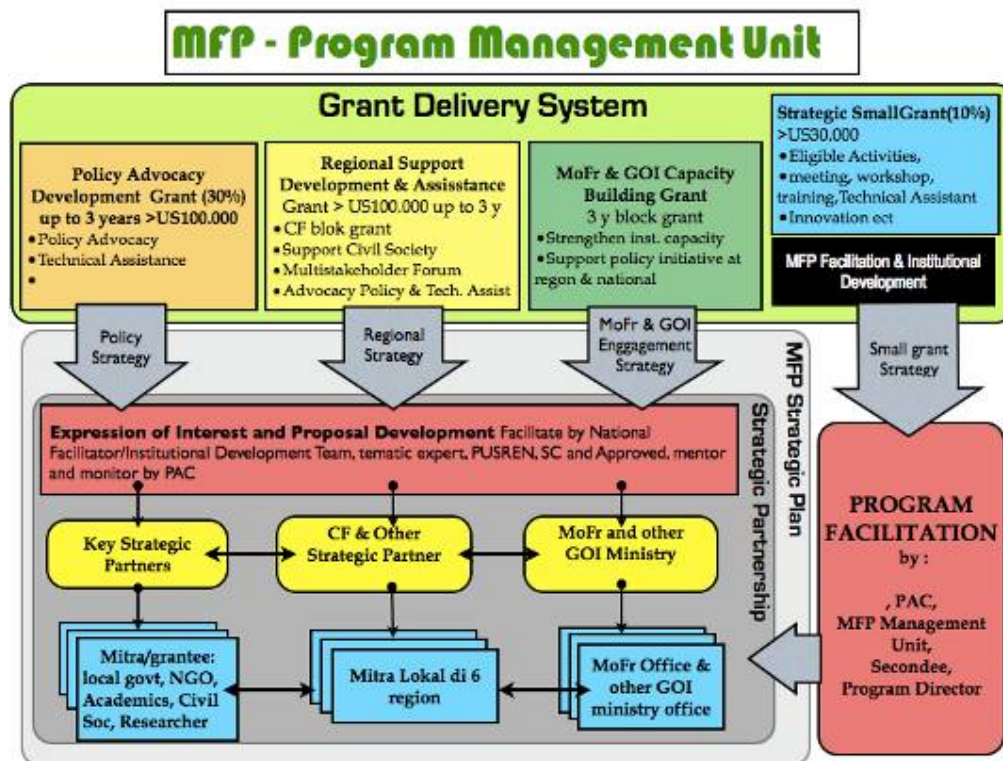 MFP - Program Management Unit
Grant Delivery System
Policy Advocacy
Development Grant (30%)
up to 3 years >US100.000
•Policy Advocacy
•Technical Assistance
•
Regional Support
Development & Assisstance
Grant > US100.000 up to 3 y
•CF blok grant
•Support Civil Society
•Multistakeholder Forum
•Advocacy Policy & Tech. Assist
MoFr & GOI Capacity
Building Grant
3 y block grant
•Strengthen inst. capacity
•Support policy initiative at
regon & national
Strategic SmallGrant(10%)
>US30.000
•Eligible Activities,
•meeting, workshop,
training,Technical Assistant
•Innovation ect
MFP Facilitation & Institutional
Development
Policy
Strategy
Regional
Strategy
MoFr & GOI
Enggagement
Strategy
Small grant
Strategy
MFP Strategic Plan
Strategic Partnership
Expression of Interest and Proposal Development Facilitate by National
Facilitator/Institutional Development Team, tematic expert, PUSREN, SC and Approved, mentor
and monitor by PAC
Key Strategic
Partners
CF & Other
Strategic Partner
MoFr and other
GOI Ministry
Mitra/grantee:
local govt, NGO,
Academics, Civil
Soc, Researcher
Mitra Lokal di 6
region
MoFr Office &
other GOI
ministry office
PROGRAM
FACILITATION
by :
, PAC,
MFP Management
Unit,
Secondee,
Program Director